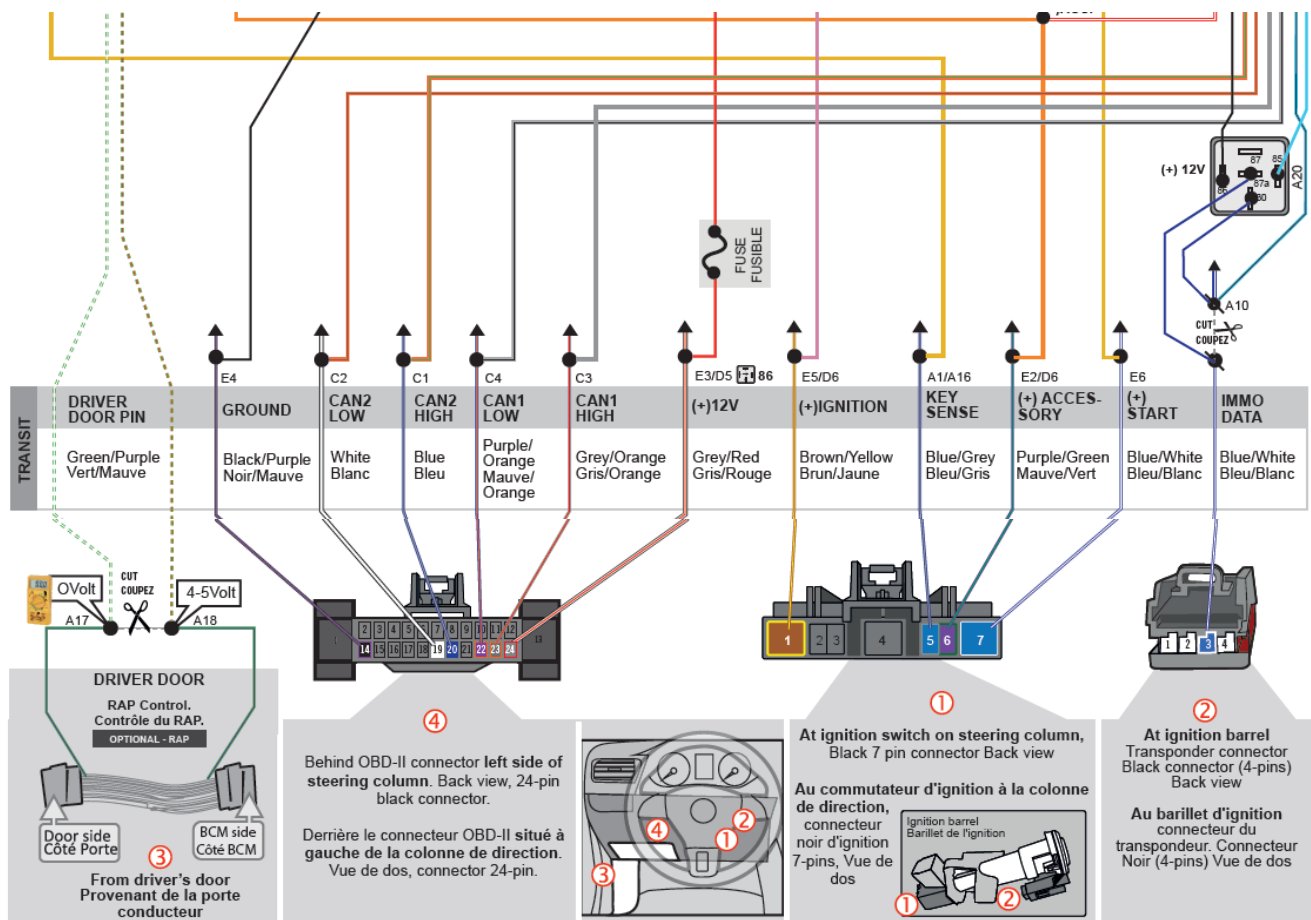 (+) 12V
87
85
87a
86
30
A20
FUSE
FUSIBLE
A10
CUT
COUPEZ
E4
C2
C1
C4
C3
E3/D5
86
E5/D6
A1/A16
E2/D6
E6
TRANSIT
DRIVER
DOOR PIN
GROUND
CAN2
LOW
CAN2
HIGH
CAN1
LOW
CAN1
HIGH
(+)12V
(+)IGNITION
KEY
SENSE
(+) ACCES-
SORY
(+)
START
IMMO
DATA
Green/Purple
Vert/Mauve
Black/Purple
Noir/Mauve
White
Blanc
Blue
Bleu
Purple/
Orange
Mauve/
Orange
Grey/Orange
Gris/Orange
Grey/Red
Gris/Rouge
Brown/Yellow
Brun/Jaune
Blue/Grey
Bleu/Gris
Purple/Green
Mauve/Vert
Blue/White
Bleu/Blanc
Blue/White
Bleu/Blanc
0Volt
CUT
COUPEZ
4-5Volt
A17
A18
DRIVER DOOR
RAP Control.
Contrôle du RAP.
OPTIONAL - RAP
Door side
Côté Porte
BCM side
Côté BCM
3
From driver's door
Provenant de la porte
conducteur
1 2 3 4 5 6 7 8 9 10 11 12 13
14 15 16 17 18 19 20 21 22 23 24
4
Behind OBD-II connector left side of
steering column. Back view, 24-pin
black connector.
Derrière le connecteur OBD-II situé à
gauche de la colonne de direction.
Vue de dos, connector 24-pin.
4
2
1
3
1 2 3 4 5 6 7
1
At ignition switch on steering column,
Black 7 pin connector Back view
Au commutateur d'ignition à la colonne
de direction,
connecteur
noir d'ignition
7-pins, Vue de
dos
Ignition barrel
Barillet de l'ignition
1
2
1 2 3 4
2
At ignition barrel
Transponder connector
Black connector (4-pins)
Back view
Au barillet d'ignition
connecteur du
transpondeur. Connecteur
Noir (4-pins) Vue de dos